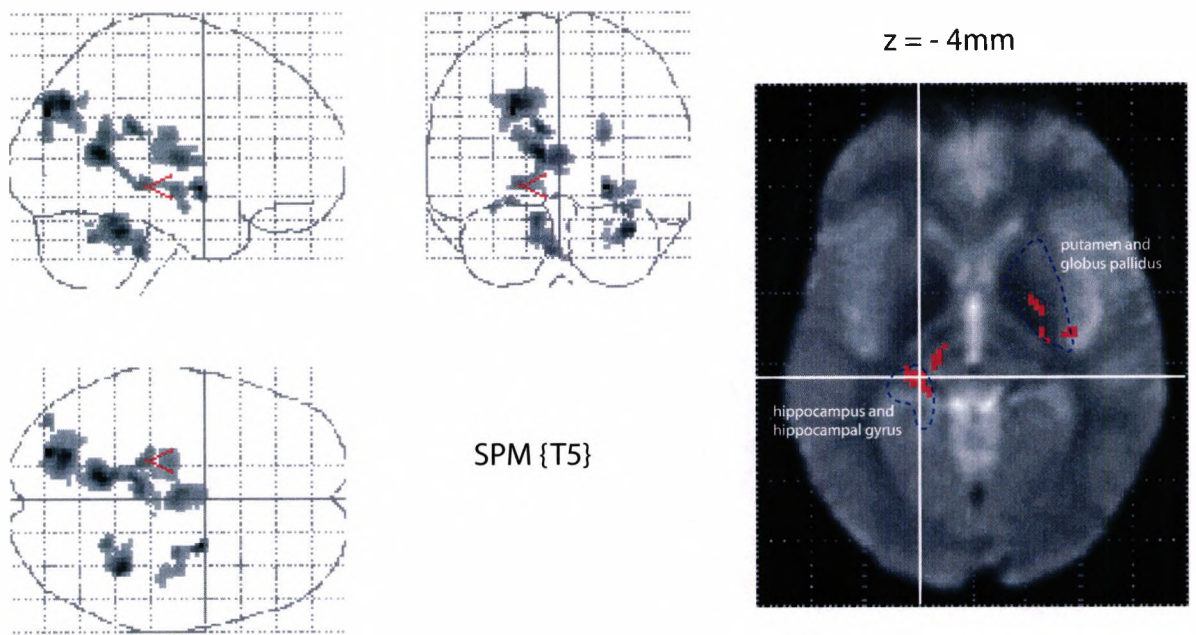 z = - 4mm
putamen and
globus pallidus
hippocampus and
hippocampal gyrus
SPM {T5}